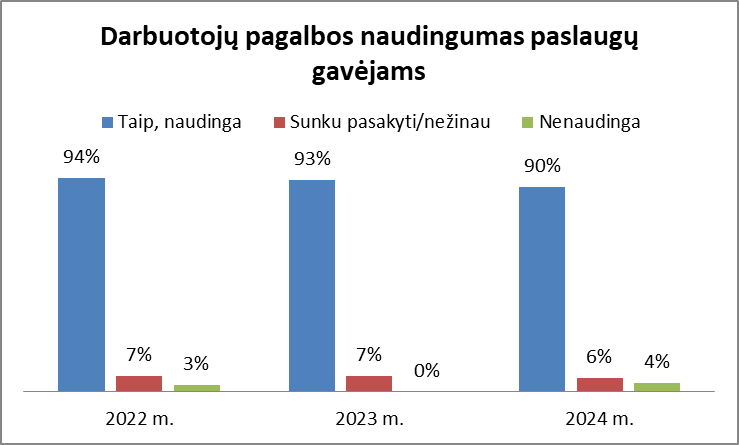 Darbuotojų pagalbos naudingumas paslaugų
gavėjams
Taip, naudinga Sunku pasakyti/nežinau Nenaudinga
94% 93% 90%
7% 3% 7% 0% 6% 4%
2022 m. 2023 m. 2024 m.